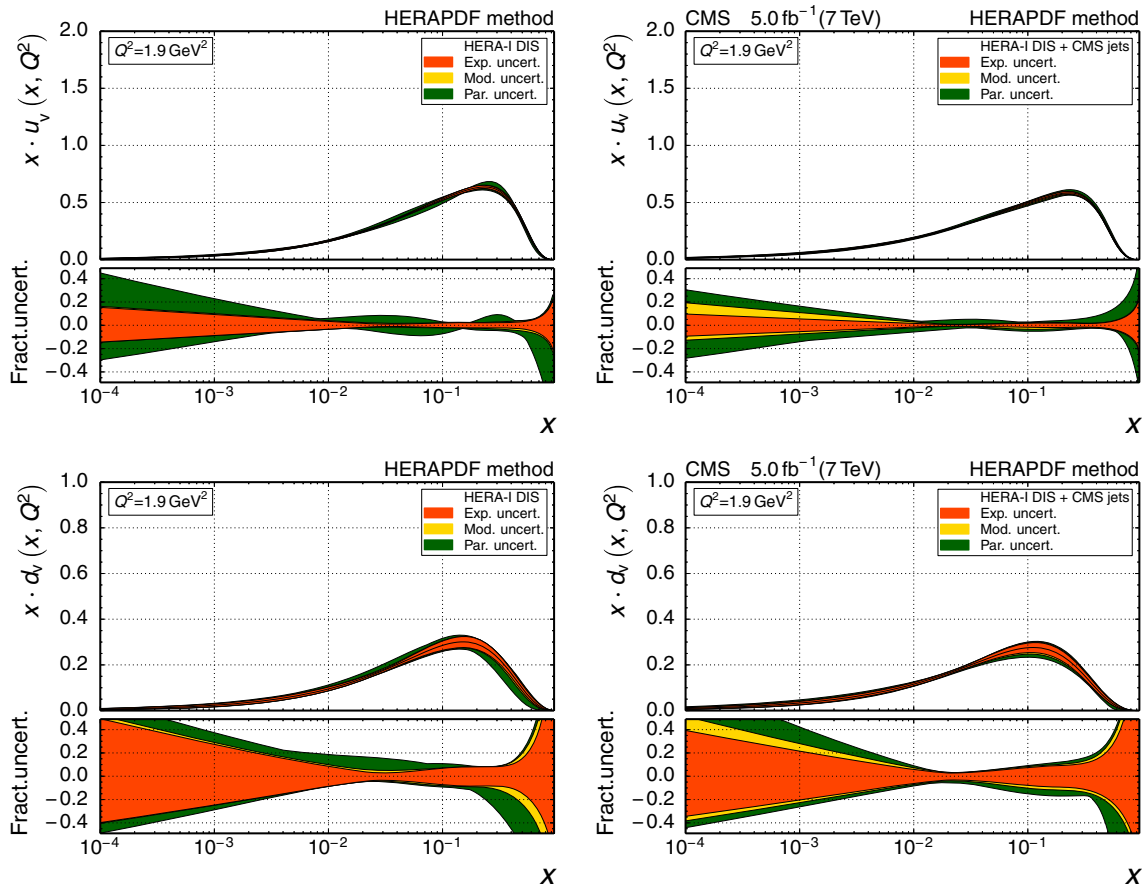 HERAPDF method
x · u_v (x, Q²)
2.0
1.5
1.0
0.5
0.0
Q²=1.9 GeV²
HERA-I DIS
Exp. uncert.
Mod. uncert.
Par. uncert.
Fract.uncert.
0.4
0.2
0.0
−0.2
−0.4
10⁻⁴ 10⁻³ 10⁻² 10⁻¹
x
CMS 5.0 fb⁻¹ (7 TeV) HERAPDF method
x · u_v (x, Q²)
2.0
1.5
1.0
0.5
0.0
Q²=1.9 GeV²
HERA-I DIS + CMS jets
Exp. uncert.
Mod. uncert.
Par. uncert.
Fract.uncert.
0.4
0.2
0.0
−0.2
−0.4
10⁻⁴ 10⁻³ 10⁻² 10⁻¹
x
HERAPDF method
x · d_v (x, Q²)
1.0
0.8
0.6
0.4
0.2
0.0
Q²=1.9 GeV²
HERA-I DIS
Exp. uncert.
Mod. uncert.
Par. uncert.
Fract.uncert.
0.4
0.2
0.0
−0.2
−0.4
10⁻⁴ 10⁻³ 10⁻² 10⁻¹
x
CMS 5.0 fb⁻¹ (7 TeV) HERAPDF method
x · d_v (x, Q²)
1.0
0.8
0.6
0.4
0.2
0.0
Q²=1.9 GeV²
HERA-I DIS + CMS jets
Exp. uncert.
Mod. uncert.
Par. uncert.
Fract.uncert.
0.4
0.2
0.0
−0.2
−0.4
10⁻⁴ 10⁻³ 10⁻² 10⁻¹
x